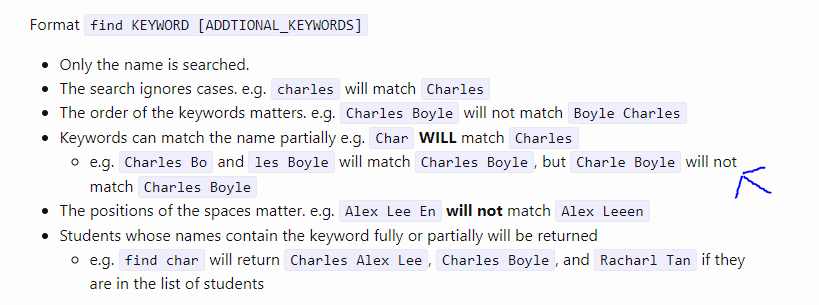 Format find KEYWORD [ADDTIONAL_KEYWORDS]
Only the name is searched.
The search ignores cases. e.g. charles will match Charles
The order of the keywords matters. e.g. Charles Boyle will not match Boyle Charles
Keywords can match the name partially e.g. Char WILL match Charles
e.g. Charles Bo and les Boyle will match Charles Boyle, but Charle Boyle will not
match Charles Boyle
The positions of the spaces matter. e.g. Alex Lee En will not match Alex Leeen
Students whose names contain the keyword fully or partially will be returned
e.g. find char will return Charles Alex Lee, Charles Boyle, and Racharl Tan if they
are in the list of students